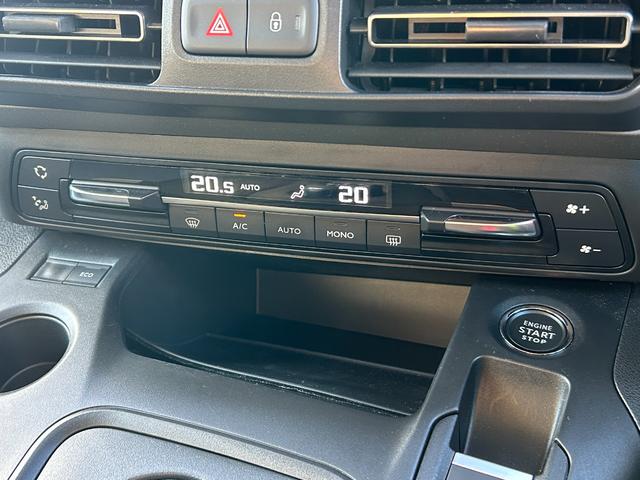 20.5 AUTO 20
A/C AUTO MONO
ECO
ENGINE
START
STOP